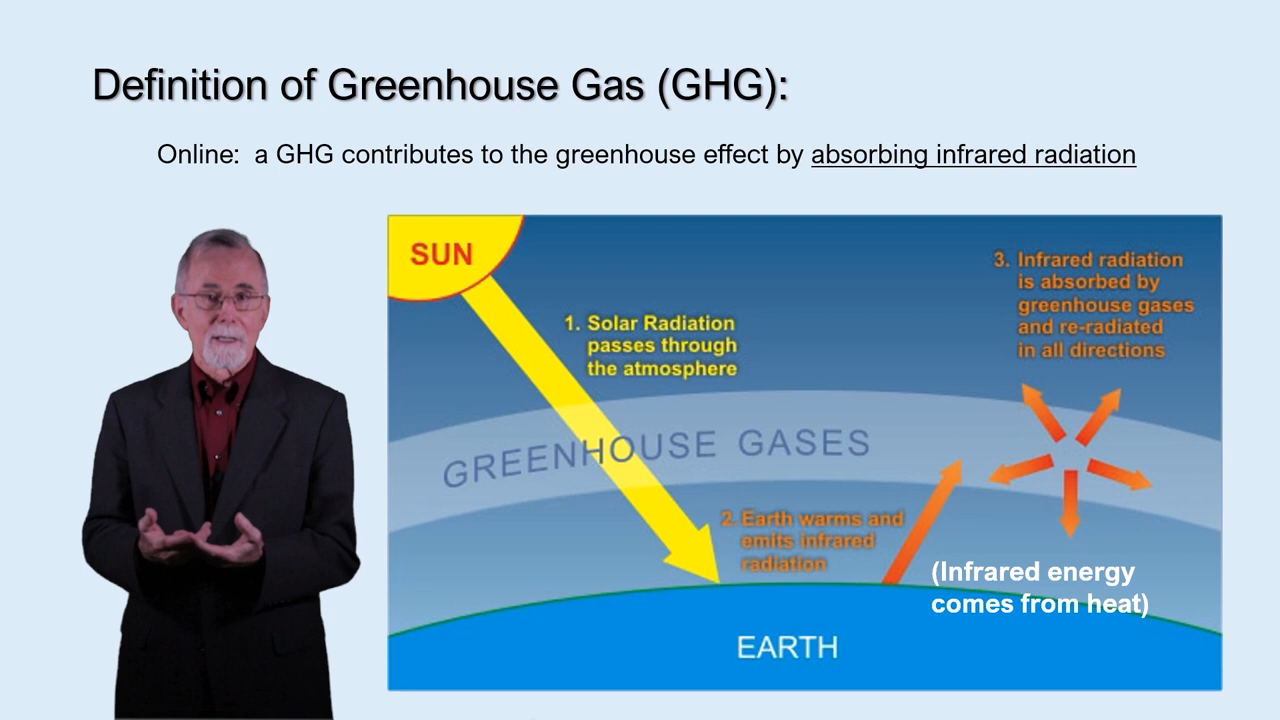 Definition of Greenhouse Gas (GHG):
Online:  a GHG contributes to the greenhouse effect by absorbing infrared radiation
SUN
1. Solar Radiation
passes through
the atmosphere
3. Infrared radiation
is absorbed by
greenhouse gases
and re-radiated
in all directions
GREENHOUSE GASES
2. Earth warms and
emits infrared
radiation
(Infrared energy
comes from heat)
EARTH